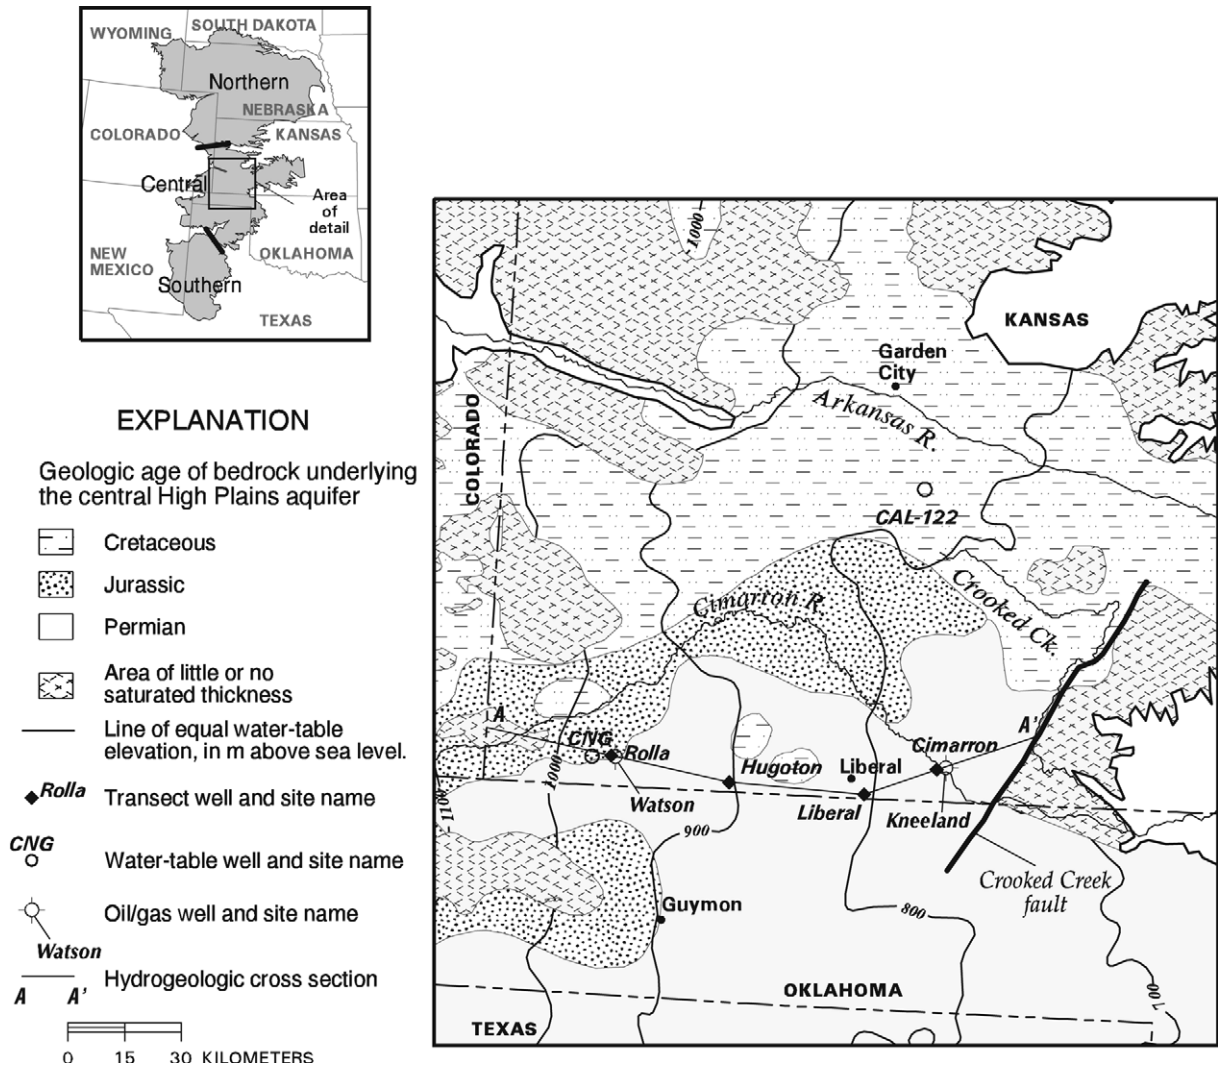 WYOMING
SOUTH DAKOTA
Northern
NEBRASKA
COLORADO
KANSAS
Central
Area
of
detail
NEW
MEXICO
OKLAHOMA
Southern
TEXAS
EXPLANATION
Geologic age of bedrock underlying
the central High Plains aquifer
Cretaceous
Jurassic
Permian
Area of little or no
saturated thickness
Line of equal water-table
elevation, in m above sea level.
Rolla
Transect well and site name
CNG
Water-table well and site name
Oil/gas well and site name
Watson
Hydrogeologic cross section
A A'
0 15 30 KILOMETERS
1000
KANSAS
Garden
City
COLORADO
Arkansas R.
CAL-122
Crooked Ck.
Cimarron R.
A
A'
CNG
Rolla
Cimarron
Hugoton
Liberal
1000
Watson
Liberal
Kneeland
1100
900
Crooked Creek
fault
Guymon
800
OKLAHOMA
700
TEXAS